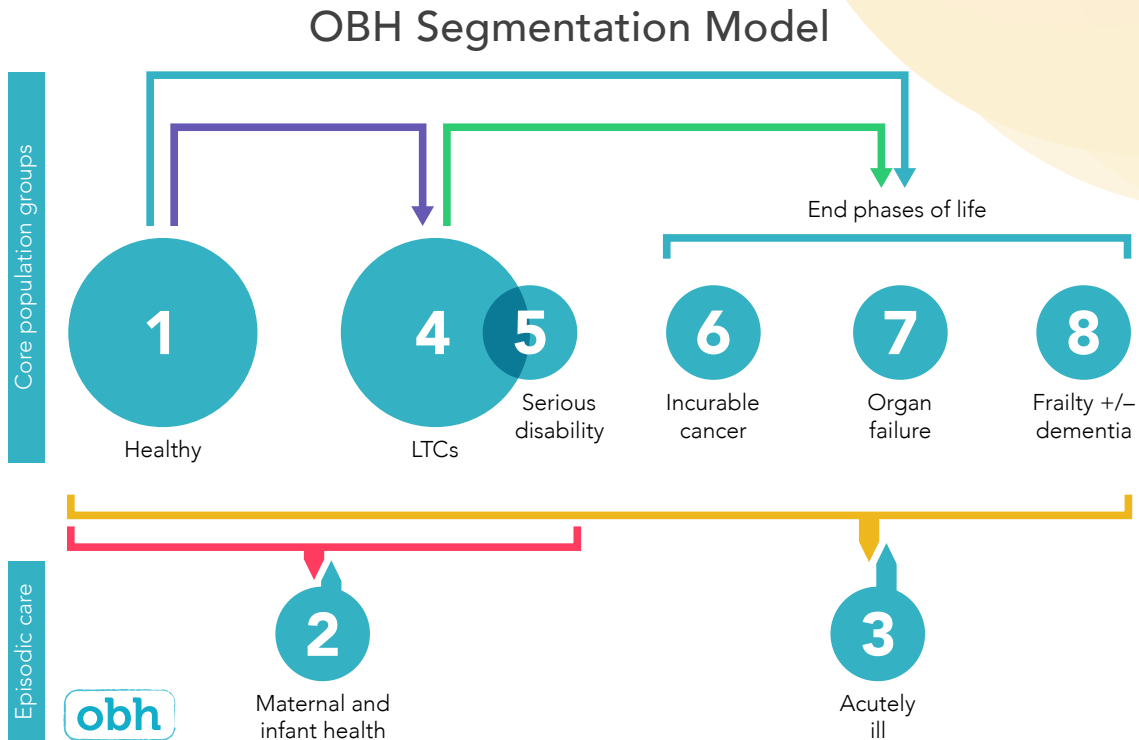 OBH Segmentation Model
Core population groups
End phases of life
1
4
5
6
7
8
Healthy
LTCs
Serious
disability
Incurable
cancer
Organ
failure
Frailty +/–
dementia
Episodic care
2
3
Maternal and
infant health
Acutely
ill
obh